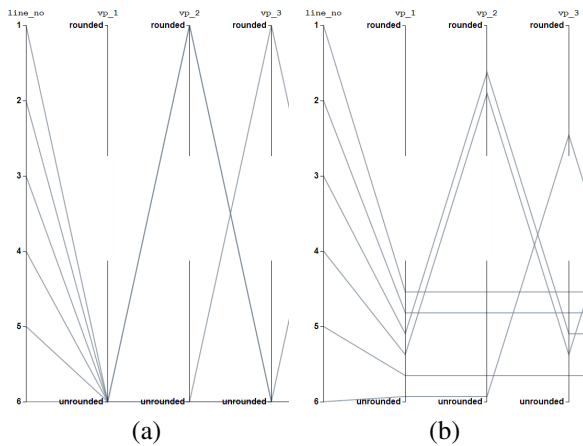 line_no vp_1 vp_2 vp_3
1 rounded rounded rounded
2
3
4
5
6 unrounded unrounded unrounded
(a)
line_no vp_1 vp_2 vp_3
1 rounded rounded rounded
2
3
4
5
6 unrounded unrounded unrounded
(b)